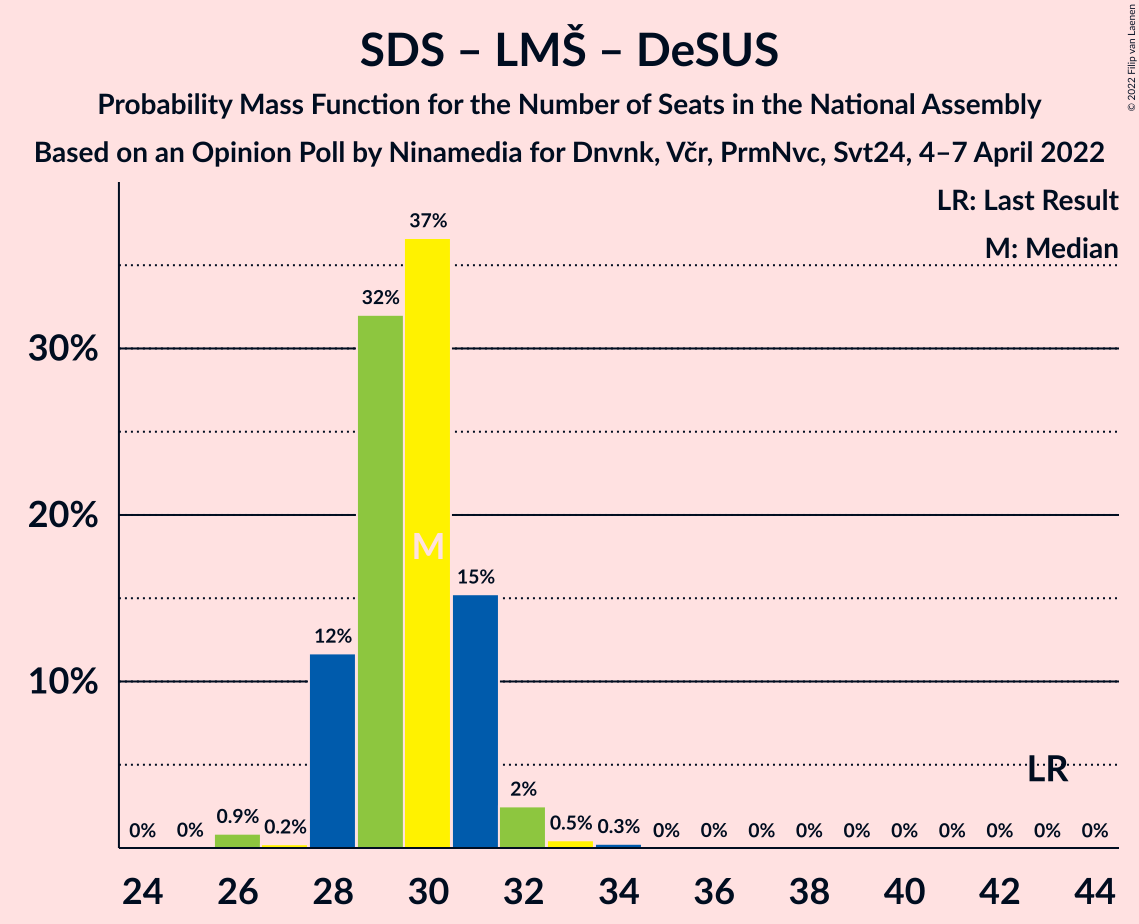 SDS – LMŠ – DeSUS
Probability Mass Function for the Number of Seats in the National Assembly
Based on an Opinion Poll by Ninamedia for Dnvnk, Včr, PrmNvc, Svt24, 4–7 April 2022
© 2022 Filip van Laenen
LR: Last Result
M: Median
30%
20%
10%
0% 0% 0.9% 0.2% 12% 32% 37% 15% 2% 0.5% 0.3% 0% 0% 0% 0% 0% 0% 0% 0% 0% 0%
M
LR
24 26 28 30 32 34 36 38 40 42 44